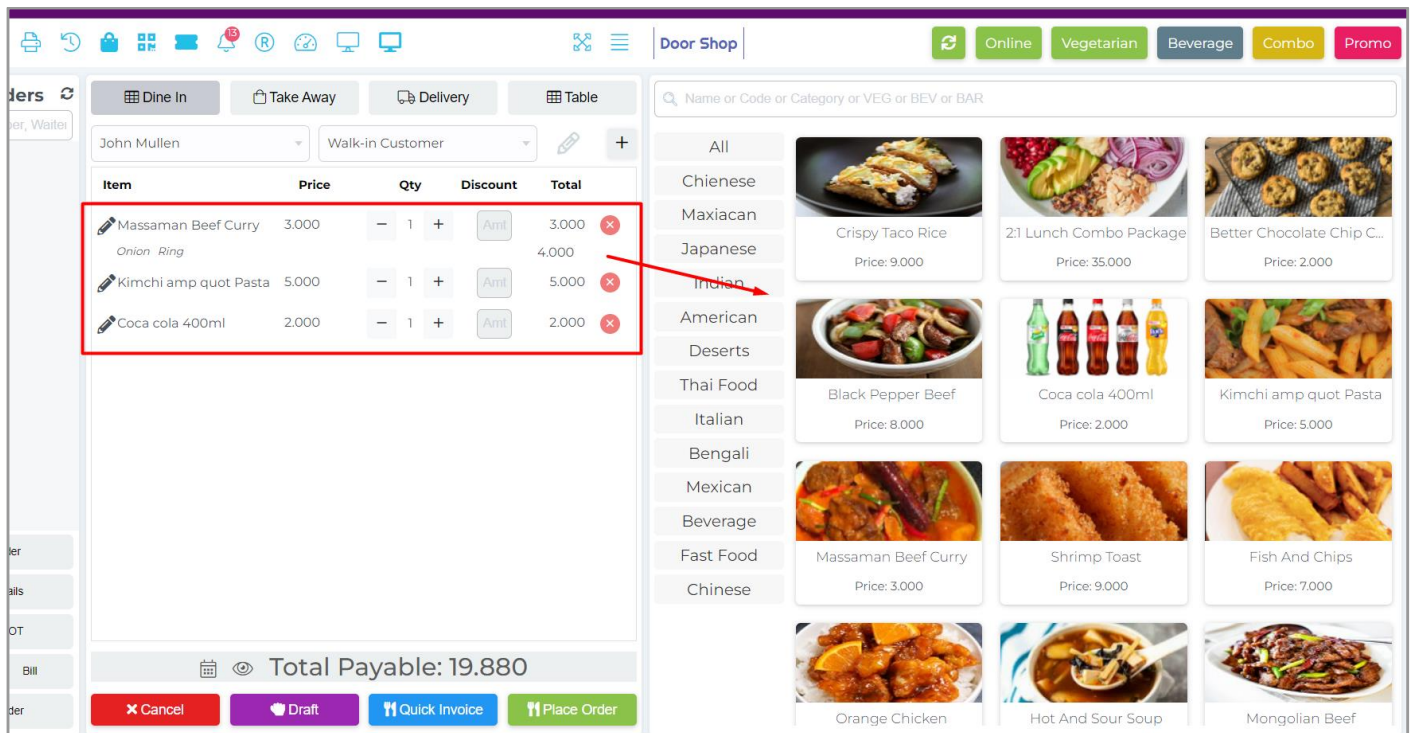 13
R
Door Shop
Online
Vegetarian
Beverage
Combo
Promo
ders
ber, Waiter
Dine In
Take Away
Delivery
Table
John Mullen
Walk-in Customer
Item Price Qty Discount Total
Massaman Beef Curry 3.000 − 1 + Amt 3.000
Onion Ring 4.000
Kimchi amp quot Pasta 5.000 − 1 + Amt 5.000
Coca cola 400ml 2.000 − 1 + Amt 2.000
der
ails
OT
Bill
der
Total Payable: 19.880
Cancel
Draft
Quick Invoice
Place Order
Name or Code or Category or VEG or BEV or BAR
All
Chienese
Maxiacan
Japanese
Indian
American
Deserts
Thai Food
Italian
Bengali
Mexican
Beverage
Fast Food
Chinese
Crispy Taco Rice
Price: 9.000
2:1 Lunch Combo Package
Price: 35.000
Better Chocolate Chip C...
Price: 2.000
Black Pepper Beef
Price: 8.000
Coca cola 400ml
Price: 2.000
Kimchi amp quot Pasta
Price: 5.000
Massaman Beef Curry
Price: 3.000
Shrimp Toast
Price: 9.000
Fish And Chips
Price: 7.000
Orange Chicken
Hot And Sour Soup
Mongolian Beef